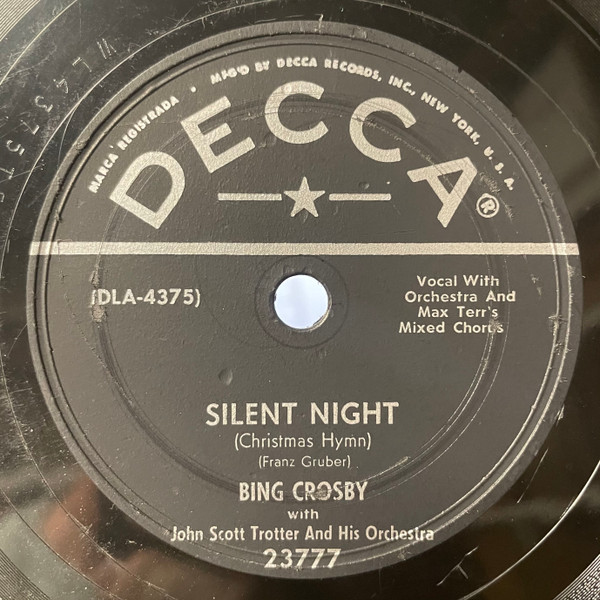 MARCA REGISTRADA • MFG'D BY DECCA RECORDS, INC., NEW YORK, U. S. A.
DECCA®
(DLA-4375)
Vocal With
Orchestra And
Max Terr's
Mixed Chorus
SILENT NIGHT
(Christmas Hymn)
(Franz Gruber)
BING CROSBY
with
John Scott Trotter And His Orchestra
23777